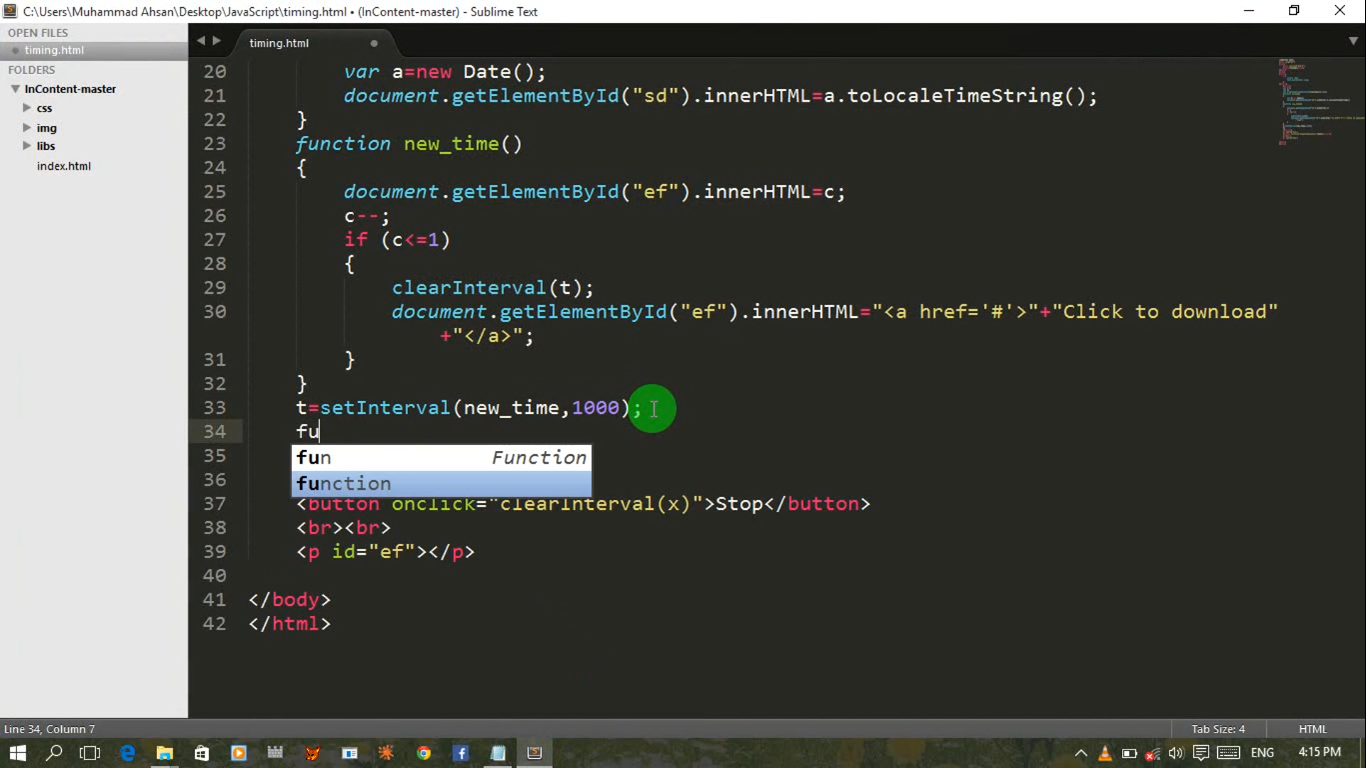 C:\Users\Muhammad Ahsan\Desktop\JavaScript\timing.html • (InContent-master) - Sublime Text
OPEN FILES
timing.html
FOLDERS
InContent-master
css
img
libs
index.html
timing.html
20 var a=new Date();
21 document.getElementById("sd").innerHTML=a.toLocaleTimeString();
22 }
23 function new_time()
24 {
25 document.getElementById("ef").innerHTML=c;
26 c--;
27 if (c<=1)
28 {
29 clearInterval(t);
30 document.getElementById("ef").innerHTML="<a href='#'>"+"Click to download"
+"</a>";
31 }
32 }
33 t=setInterval(new_time,1000);
34 fu
35 fun Function
36 function
37 <button onclick="clearInterval(x)">Stop</button>
38 <br><br>
39 <p id="ef"></p>
40
41 </body>
42 </html>
Line 34, Column 7
Tab Size: 4
HTML
ENG
4:15 PM